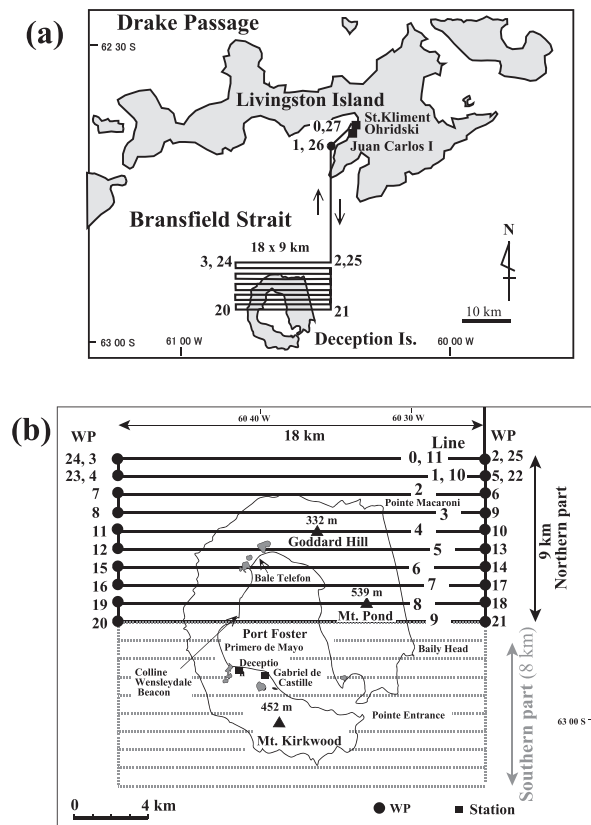 (a)
Drake Passage
62 30 S
Livingston Island
0,27
St.Kliment
Ohridski
1, 26
Juan Carlos I
Bransfield Strait
N
18 x 9 km
3, 24
2,25
10 km
20
21
Deception Is.
63 00 S
61 00 W
60 00 W
(b)
60 40 W
60 30 W
WP
18 km
Line
WP
24, 3
0, 11
2, 25
23, 4
1, 10
5, 22
7
2
6
Pointe Macaroni
8
3
9
332 m
11
4
10
Goddard Hill
12
5
13
15
6
14
Bale Telefon
16
7
17
539 m
19
8
18
Mt. Pond
20
9
21
9 km
Northern part
Port Foster
Primero de Mayo
Baily Head
Deceptio
Colline
Wensleydale
Beacon
Gabriel de
Castille
452 m
Pointe Entrance
63 00 S
Mt. Kirkwood
Southern part (8 km)
0
4 km
WP
Station